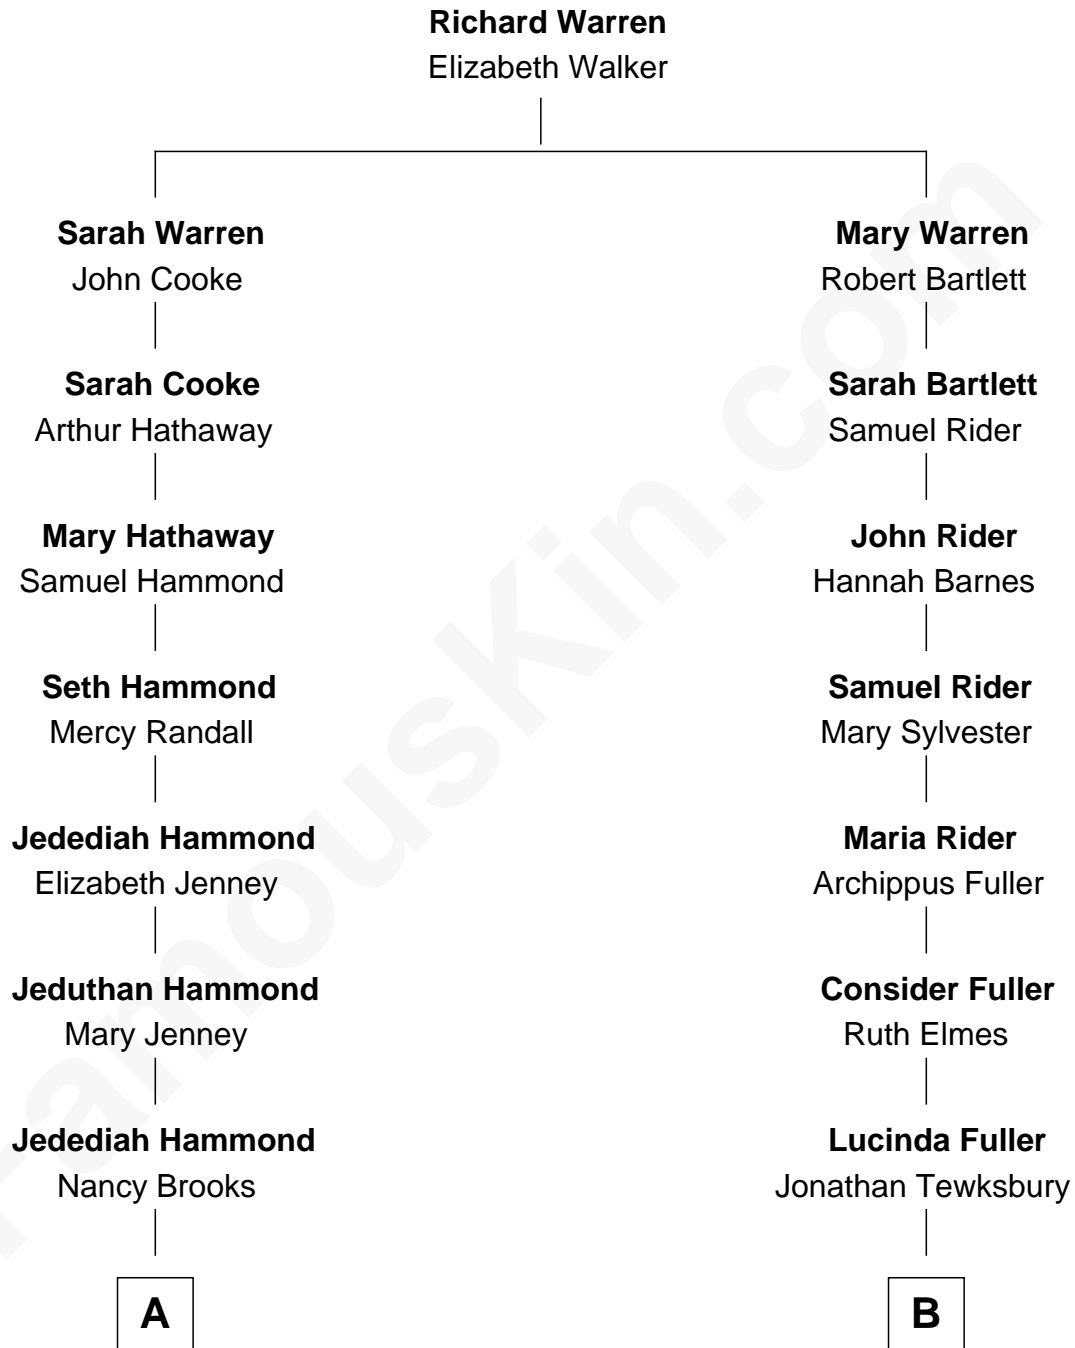 Richard Warren
Elizabeth Walker
Sarah Warren
John Cooke
Mary Warren
Robert Bartlett
Sarah Cooke
Arthur Hathaway
Sarah Bartlett
Samuel Rider
Mary Hathaway
Samuel Hammond
John Rider
Hannah Barnes
Seth Hammond
Mercy Randall
Samuel Rider
Mary Sylvester
Jedediah Hammond
Elizabeth Jenney
Maria Rider
Archippus Fuller
Jeduthan Hammond
Mary Jenney
Consider Fuller
Ruth Elmes
Jedediah Hammond
Nancy Brooks
Lucinda Fuller
Jonathan Tewksbury
A
B
FamousKin.com